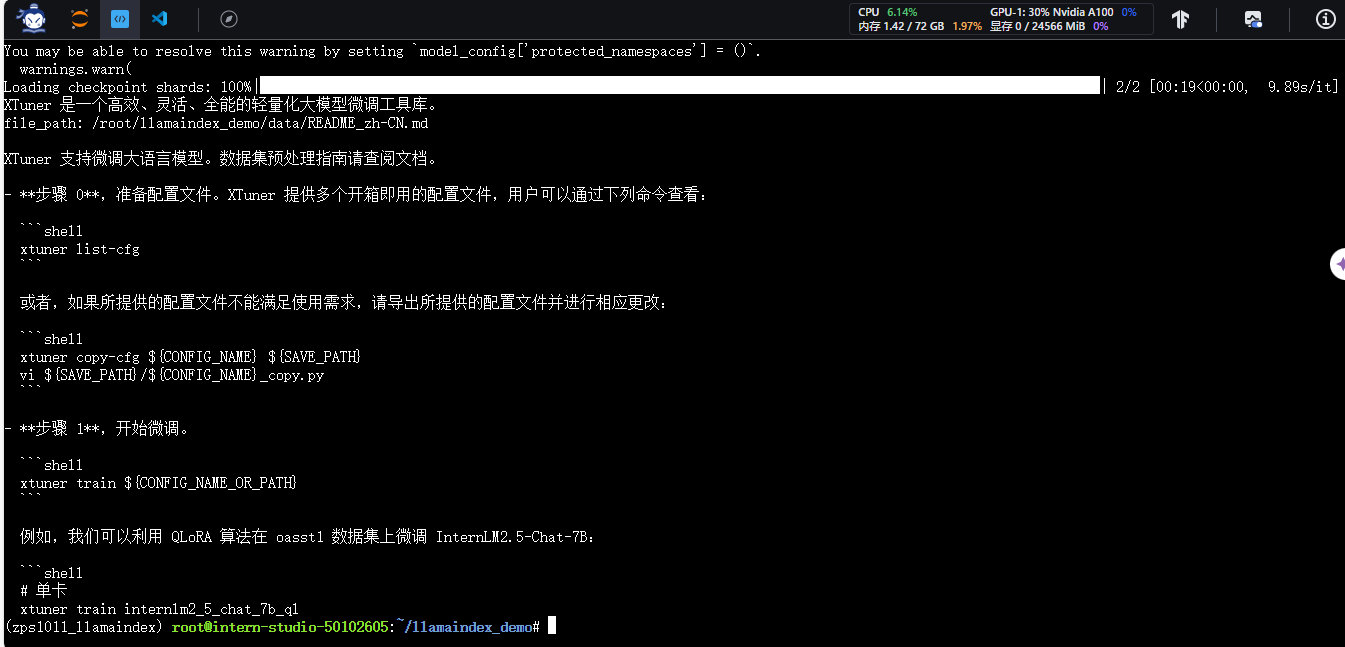 CPU 6.14% GPU-1: 30% Nvidia A100 0%
内存 1.42 / 72 GB 1.97% 显存 0 / 24566 MiB 0%
You may be able to resolve this warning by setting `model_config['protected_namespaces'] = ()`.
  warnings.warn(
Loading checkpoint shards: 100%| | 2/2 [00:19<00:00,  9.89s/it]
XTuner 是一个高效、灵活、全能的轻量化大模型微调工具库。
file_path: /root/llamaindex_demo/data/README_zh-CN.md
XTuner 支持微调大语言模型。数据集预处理指南请查阅文档。
- **步骤 0**，准备配置文件。XTuner 提供多个开箱即用的配置文件，用户可以通过下列命令查看：
  ```shell
  xtuner list-cfg
  ```
  或者，如果所提供的配置文件不能满足使用需求，请导出所提供的配置文件并进行相应更改：
  ```shell
  xtuner copy-cfg ${CONFIG_NAME} ${SAVE_PATH}
  vi ${SAVE_PATH}/${CONFIG_NAME}_copy.py
  ```
- **步骤 1**，开始微调。
  ```shell
  xtuner train ${CONFIG_NAME_OR_PATH}
  ```
  例如，我们可以利用 QLoRA 算法在 oasst1 数据集上微调 InternLM2.5-Chat-7B：
  ```shell
  # 单卡
  xtuner train internlm2_5_chat_7b_ql
(zps1011_llamaindex) root@intern-studio-50102605:~/llamaindex_demo#